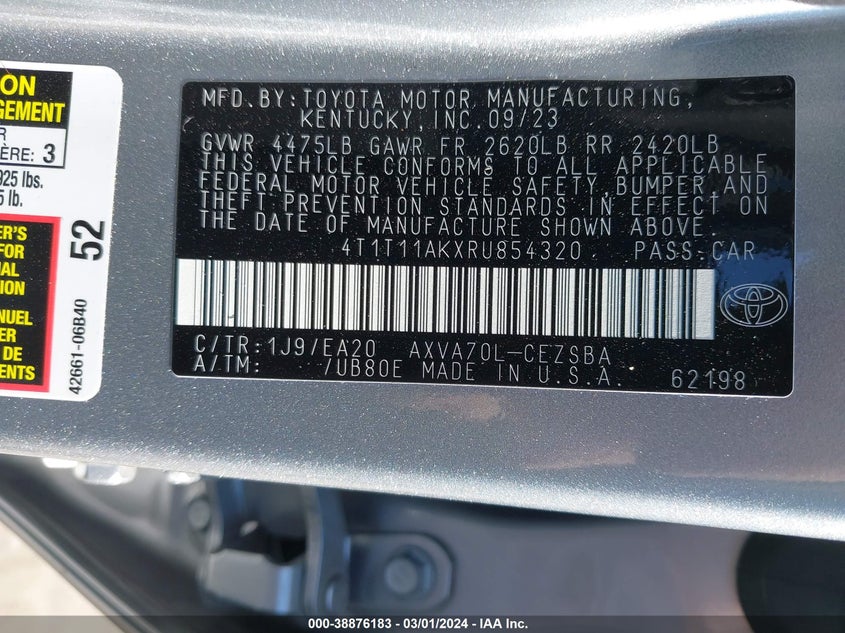 ON
GEMENT
R
ÈRE: 3
925 lbs.
5 lb.
ER'S
FOR
NAL
ION
NUEL
ER
DE
TAILS
52
42661-06B40
MFD.BY:TOYOTA MOTOR MANUFACTURING,
KENTUCKY,INC.09/23
GVWR 4475LB GAWR FR 2620LB RR 2420LB
THIS VEHICLE CONFORMS TO ALL APPLICABLE
FEDERAL MOTOR VEHICLE SAFETY,BUMPER AND
THEFT PREVENTION STANDARDS IN EFFECT ON
THE DATE OF MANUFACTURE SHOWN ABOVE.
4T1T11AKXRU854320 PASS.CAR
C/TR:1J9/EA20 AXVA70L-CEZSBA
A/TM: /UB80E MADE IN U.S.A. 62198
000-38876183 / 03/01/2024 — IAA Inc.